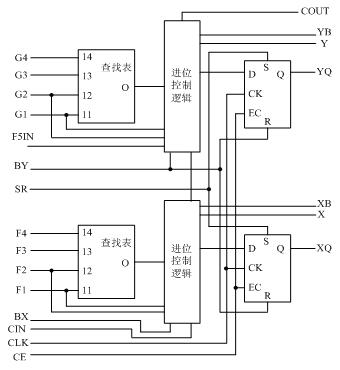 COUT
YB
Y
G4 14 查找表
G3 13
G2 12 O
G1 11
进位
控制
逻辑
S
D Q YQ
CK
EC
R
F5IN
BY
SR
XB
X
F4 14 查找表
F3 13
F2 12 O
F1 11
进位
控制
逻辑
S
D Q XQ
CK
EC
R
BX
CIN
CLK
CE